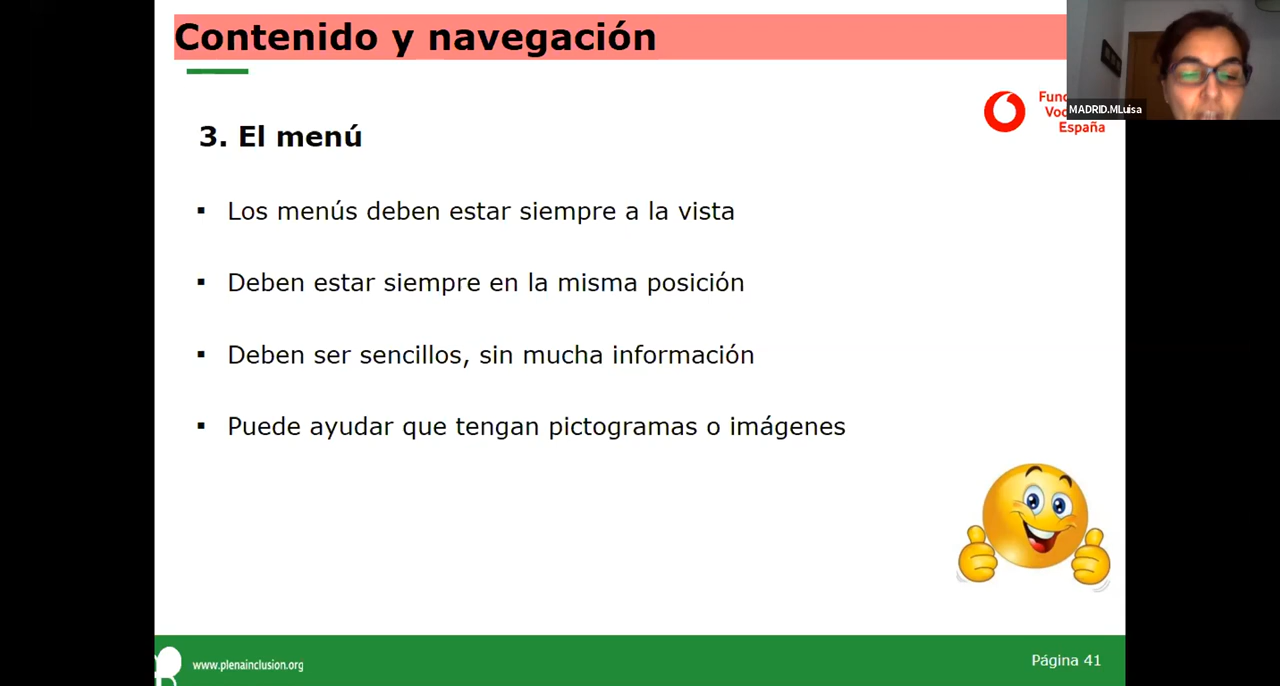 Contenido y navegación
MADRID.MLuisa
España
3. El menú
▪ Los menús deben estar siempre a la vista
▪ Deben estar siempre en la misma posición
▪ Deben ser sencillos, sin mucha información
▪ Puede ayudar que tengan pictogramas o imágenes
www.plenainclusion.org
Página 41